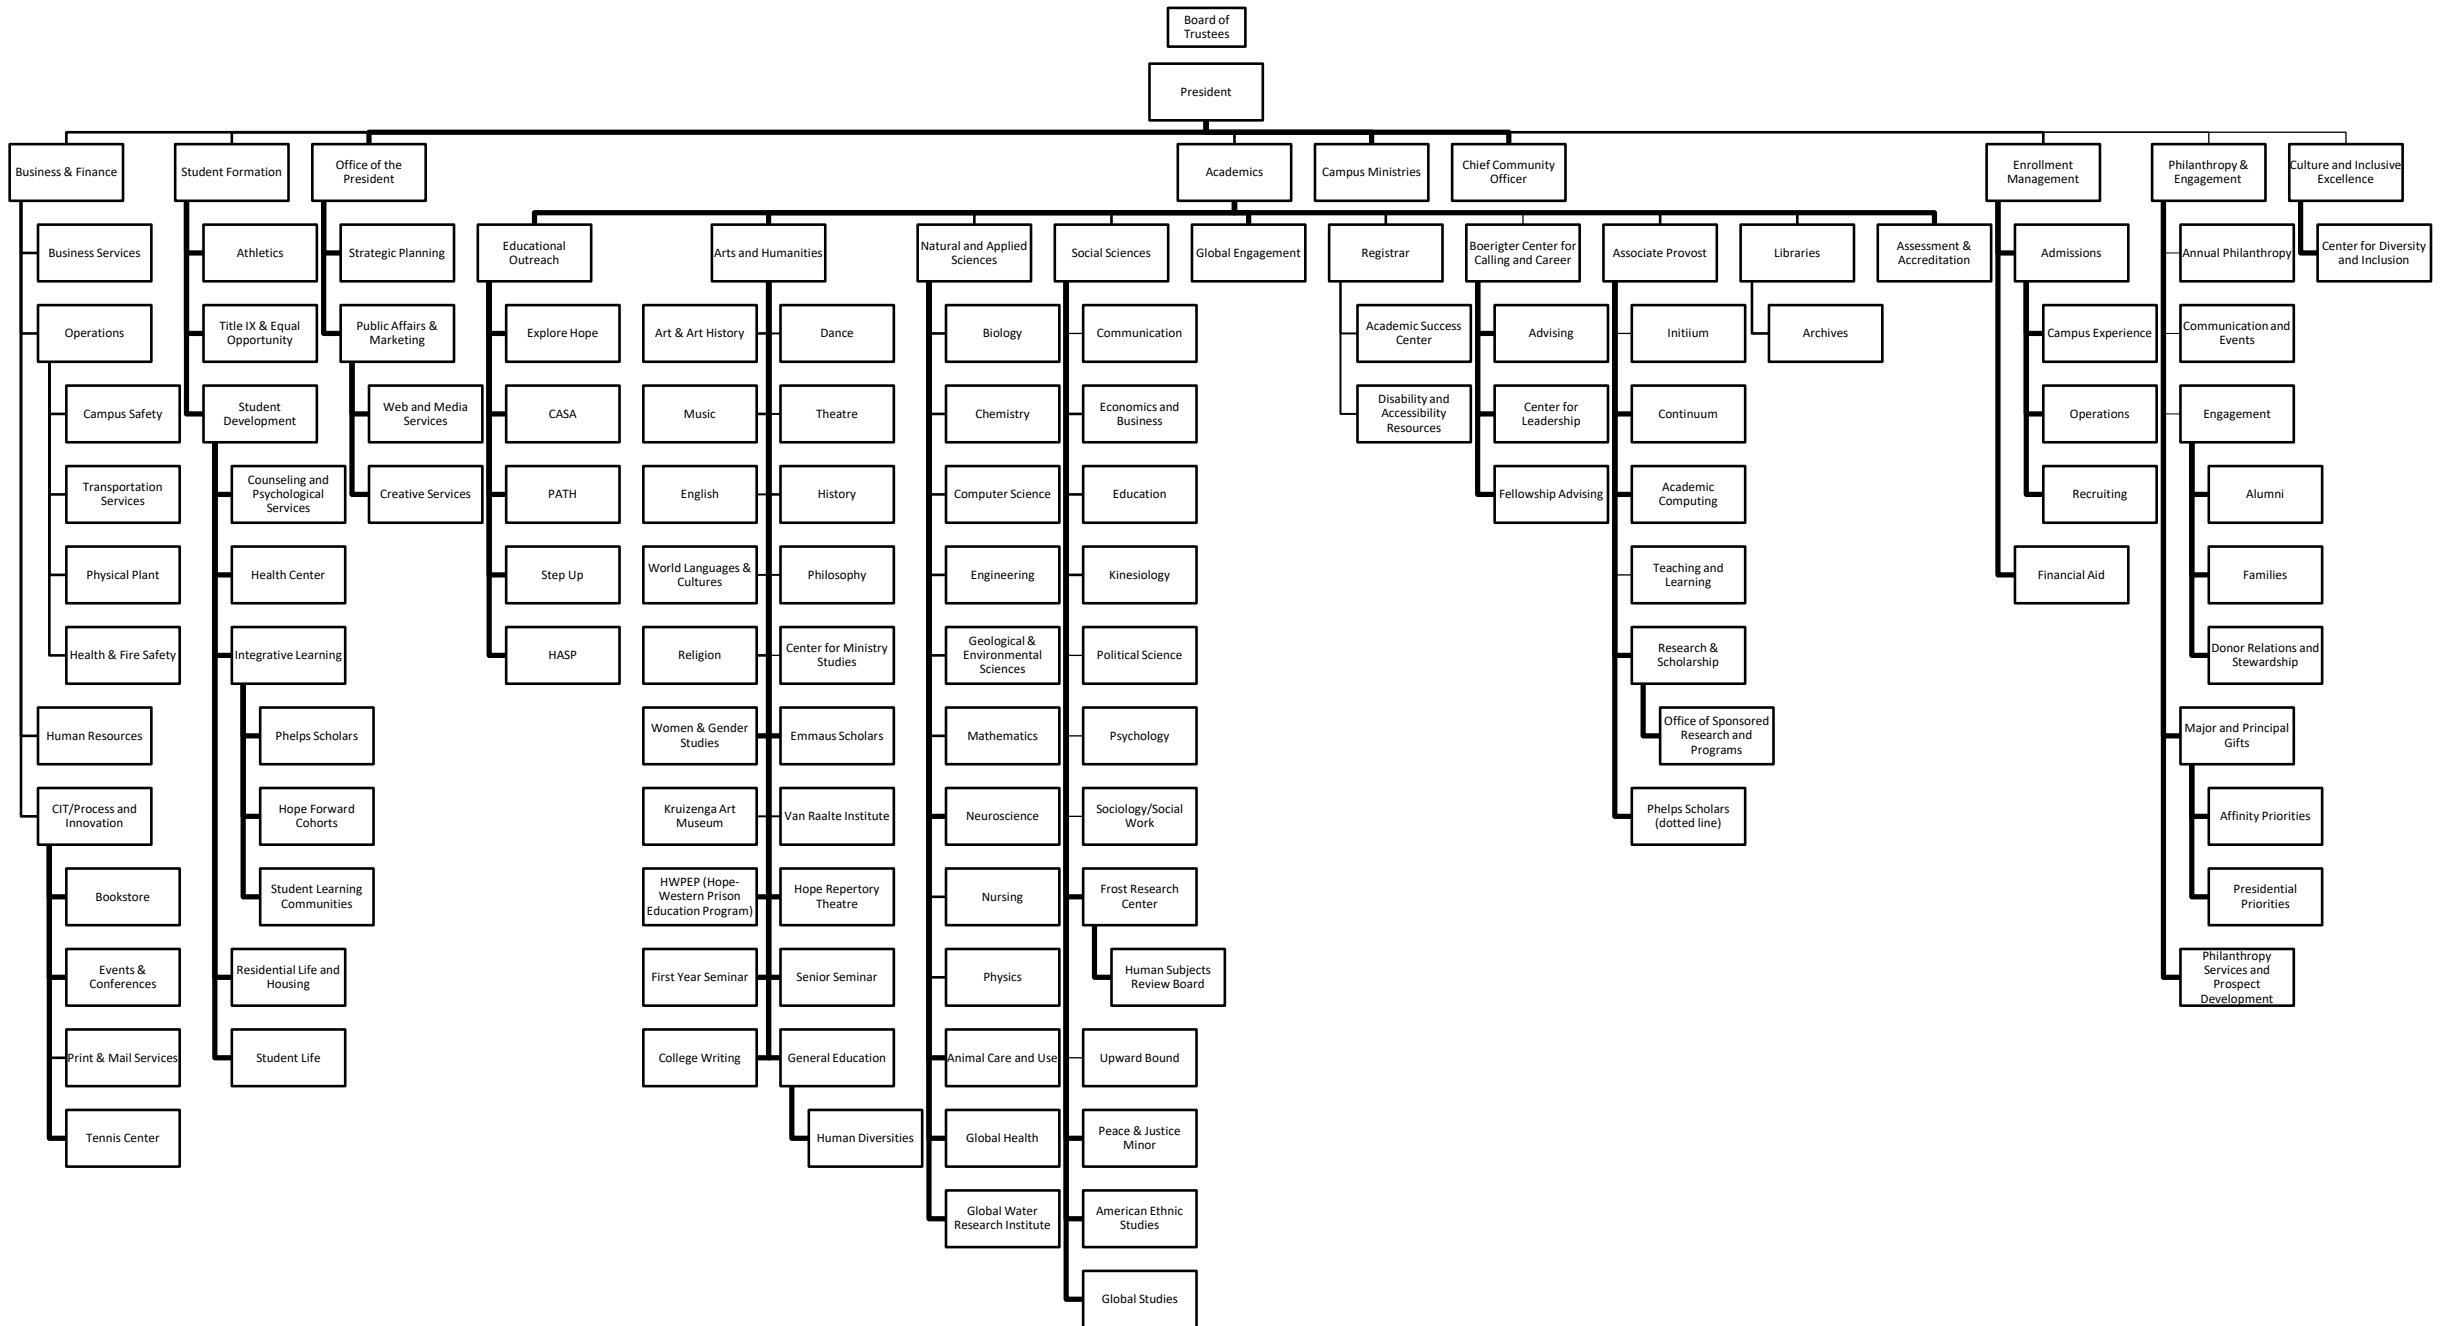 Board of
Trustees
President
Business & Finance
Student Formation
Office of the
President
Academics
Campus Ministries
Chief Community
Officer
Enrollment
Management
Philanthropy &
Engagement
Culture and Inclusive
Excellence
Business Services
Operations
Campus Safety
Transportation
Services
Physical Plant
Health & Fire Safety
Human Resources
CIT/Process and
Innovation
Bookstore
Events &
Conferences
Print & Mail Services
Tennis Center
Athletics
Title IX & Equal
Opportunity
Student
Development
Counseling and
Psychological
Services
Health Center
Integrative Learning
Phelps Scholars
Hope Forward
Cohorts
Student Learning
Communities
Residential Life and
Housing
Student Life
Strategic Planning
Public Affairs &
Marketing
Web and Media
Services
Creative Services
Educational
Outreach
Explore Hope
CASA
PATH
Step Up
HASP
Arts and Humanities
Art & Art History
Dance
Music
Theatre
English
History
World Languages &
Cultures
Philosophy
Religion
Center for Ministry
Studies
Women & Gender
Studies
Emmaus Scholars
Kruizenga Art
Museum
Van Raalte Institute
HWPEP (Hope-
Western Prison
Education Program)
Hope Repertory
Theatre
First Year Seminar
Senior Seminar
College Writing
General Education
Human Diversities
Natural and Applied
Sciences
Biology
Chemistry
Computer Science
Engineering
Geological &
Environmental
Sciences
Mathematics
Neuroscience
Nursing
Physics
Animal Care and Use
Global Health
Global Water
Research Institute
Social Sciences
Communication
Economics and
Business
Education
Kinesiology
Political Science
Psychology
Sociology/Social
Work
Frost Research
Center
Human Subjects
Review Board
Upward Bound
Peace & Justice
Minor
American Ethnic
Studies
Global Studies
Global Engagement
Registrar
Academic Success
Center
Disability and
Accessibility
Resources
Boerigter Center for
Calling and Career
Advising
Center for
Leadership
Fellowship Advising
Associate Provost
Initiium
Continuum
Academic
Computing
Teaching and
Learning
Research &
Scholarship
Office of Sponsored
Research and
Programs
Phelps Scholars
(dotted line)
Libraries
Archives
Assessment &
Accreditation
Admissions
Campus Experience
Operations
Recruiting
Financial Aid
Annual Philanthropy
Communication and
Events
Engagement
Alumni
Families
Donor Relations and
Stewardship
Major and Principal
Gifts
Affinity Priorities
Presidential
Priorities
Philanthropy
Services and
Prospect
Development
Center for Diversity
and Inclusion